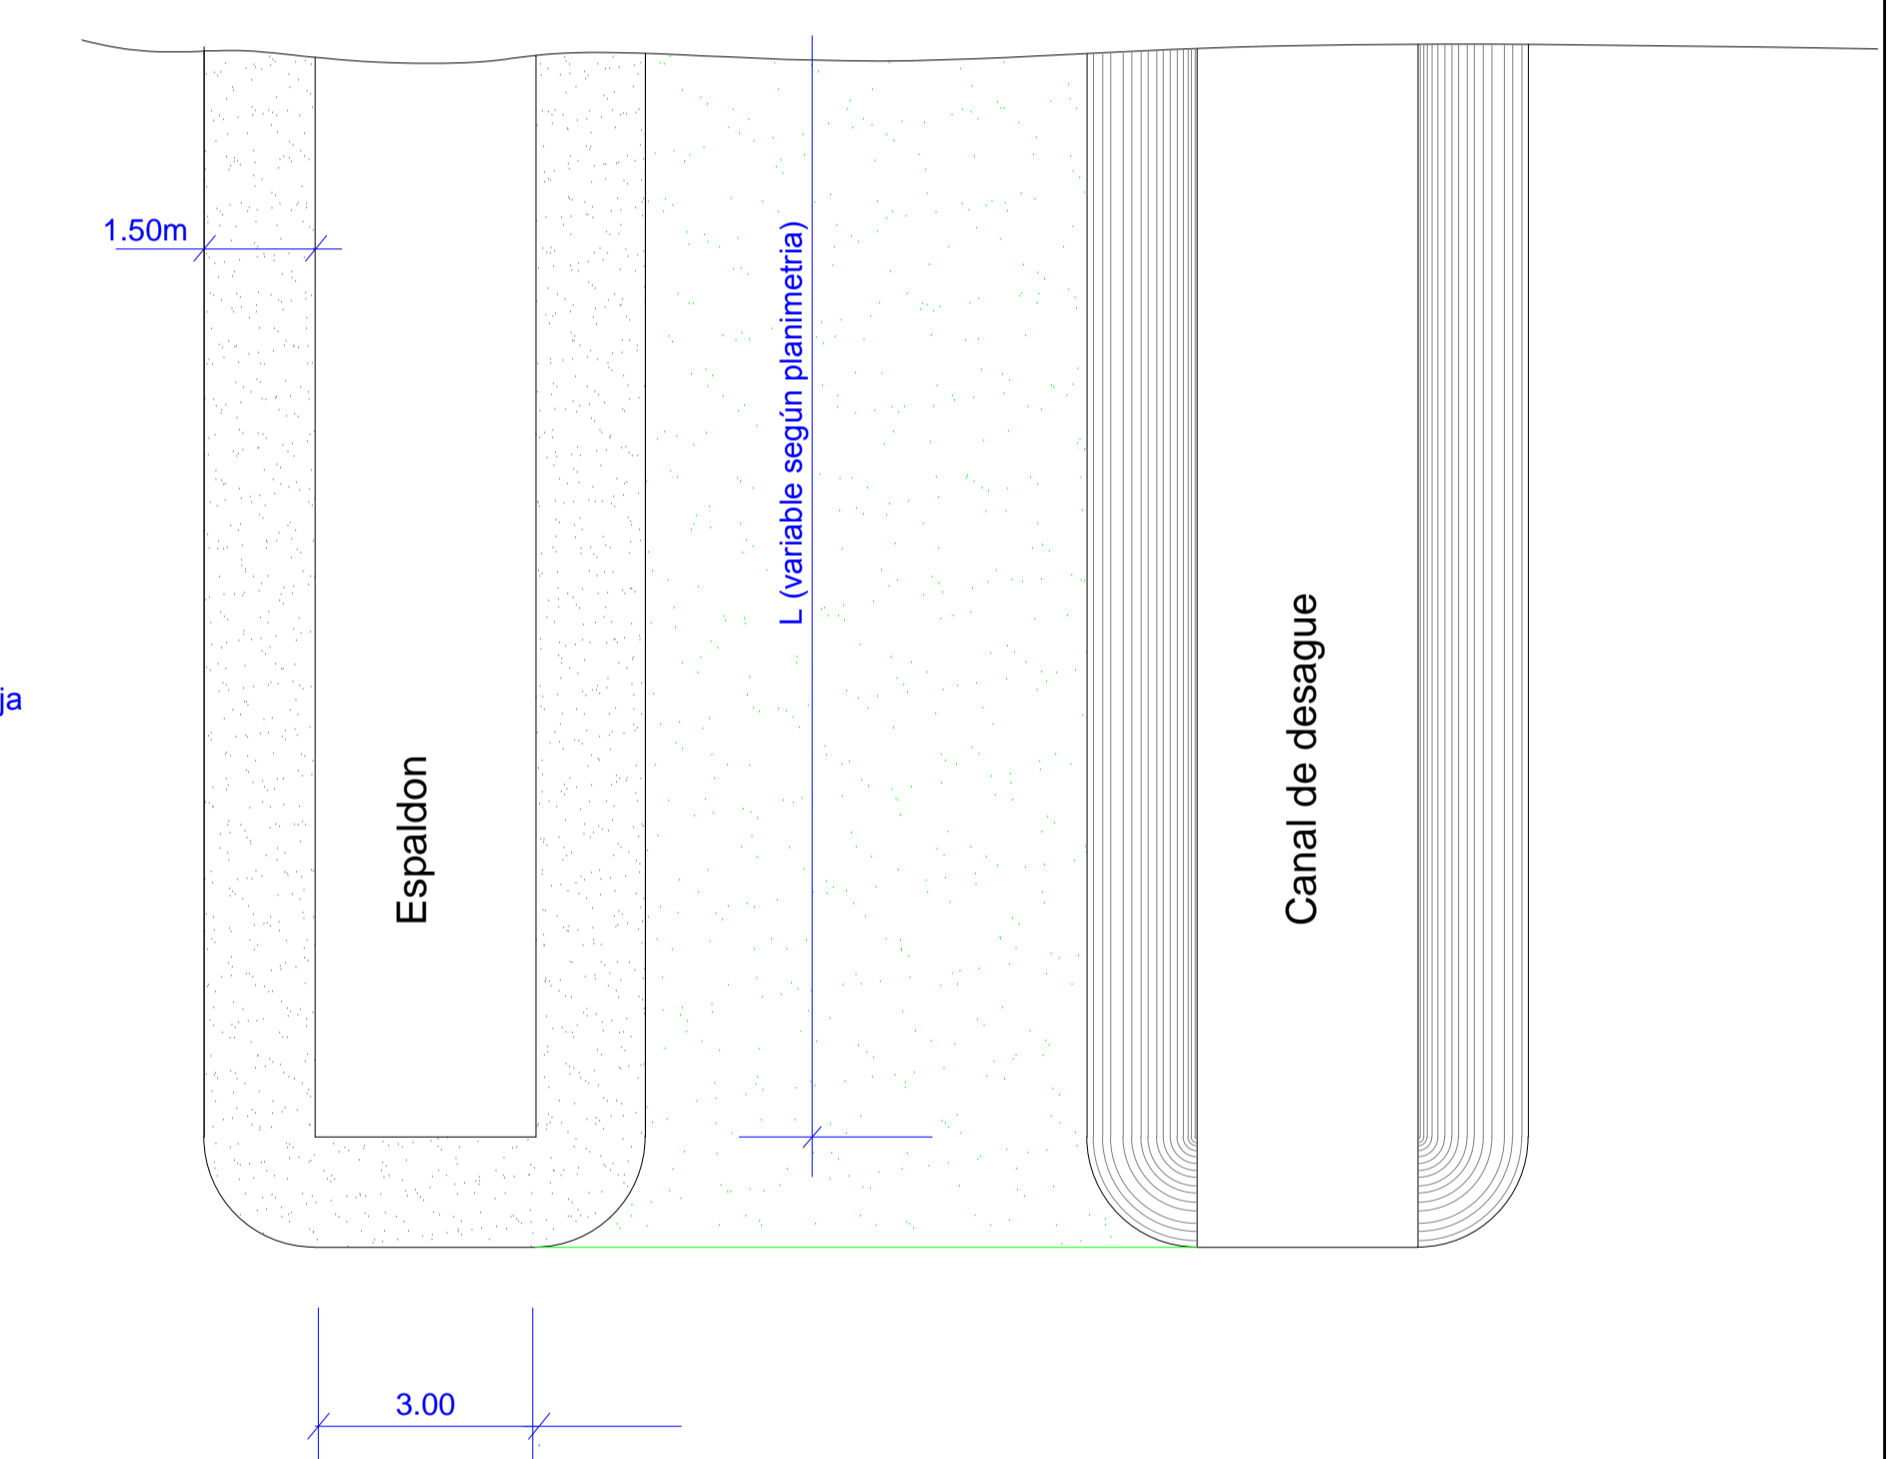 1.50m
L (variable según planimetria)
ja
Espaldon
Canal de desague
3.00